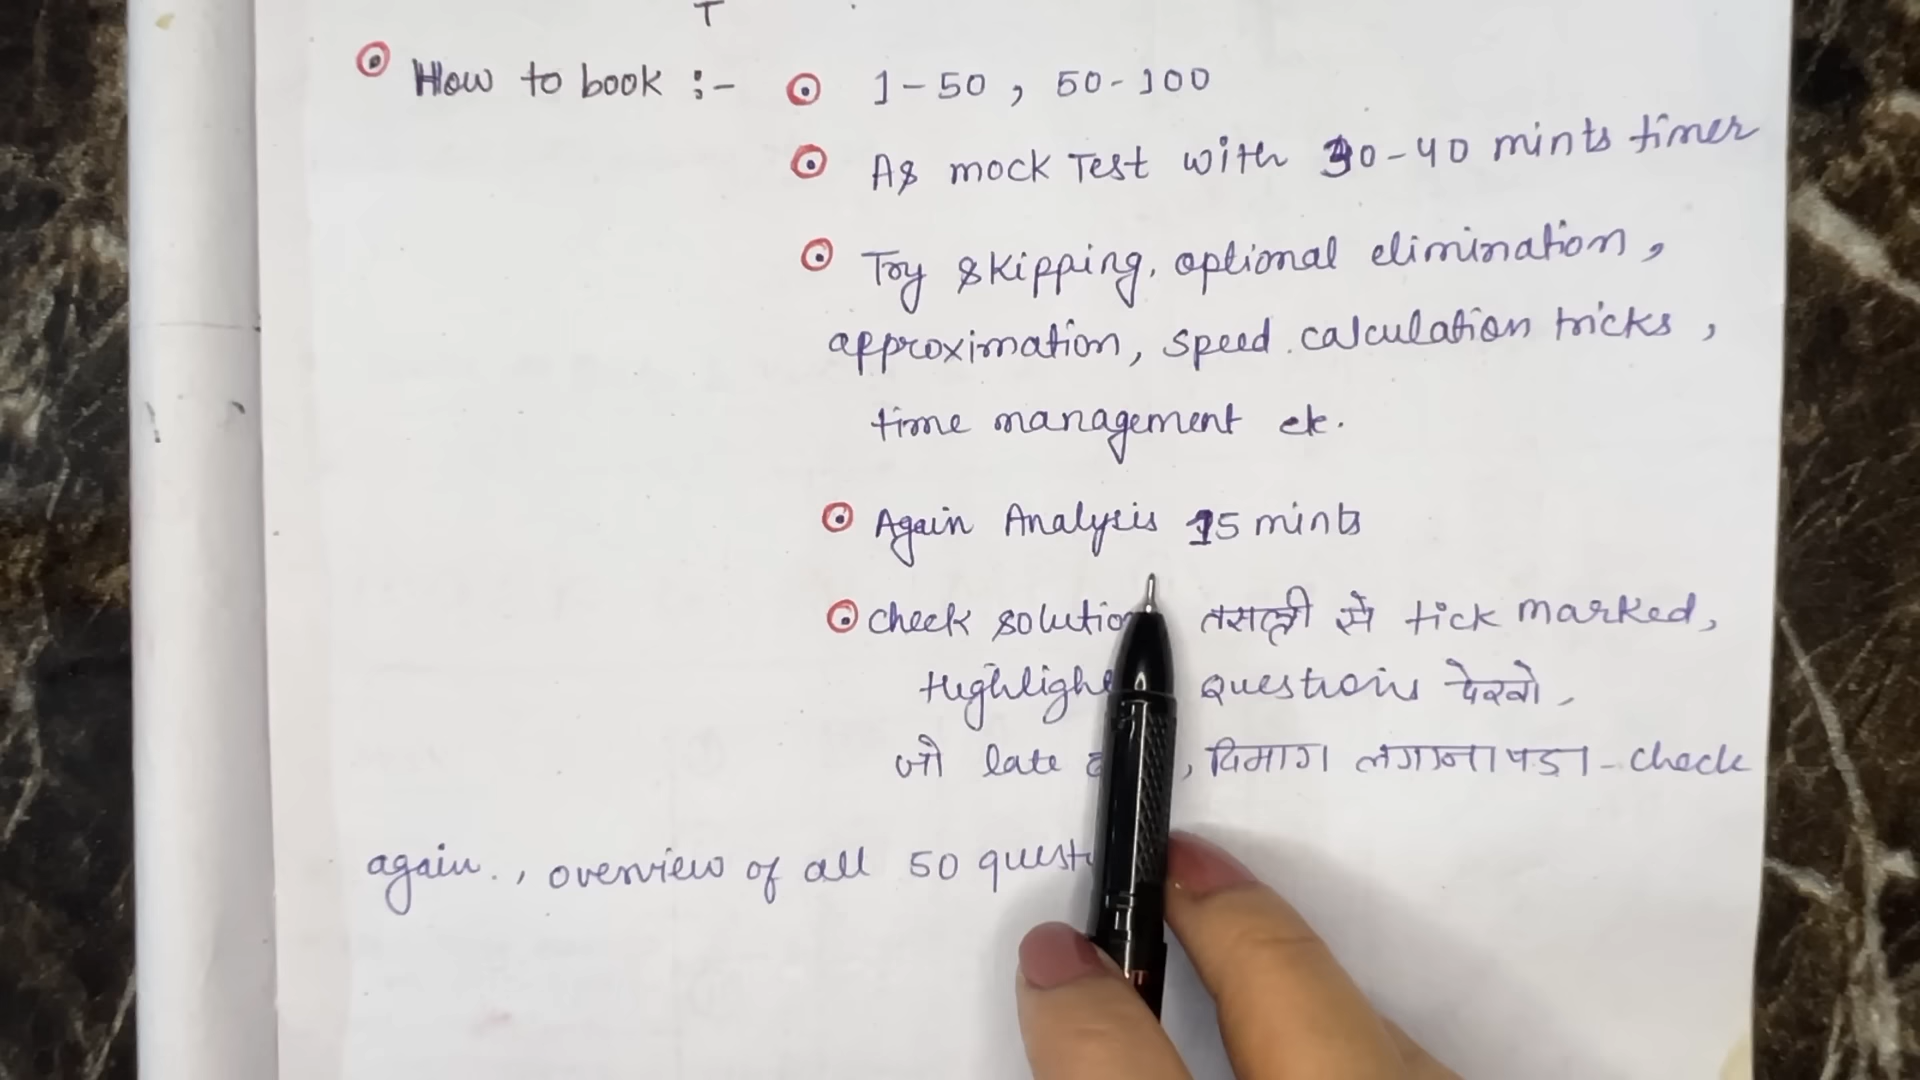 How to book :- 1-50, 50-100
As mock Test with 30-40 mints timer
Try skipping, optional elimination,
approximation, speed calculation tricks,
time management etc.
Again Analysis 15 mints
check solution तसल्ली से tick marked,
Highlight questions देखो,
जो late, दिमाग लगाना पडा - check
again., overview of all 50